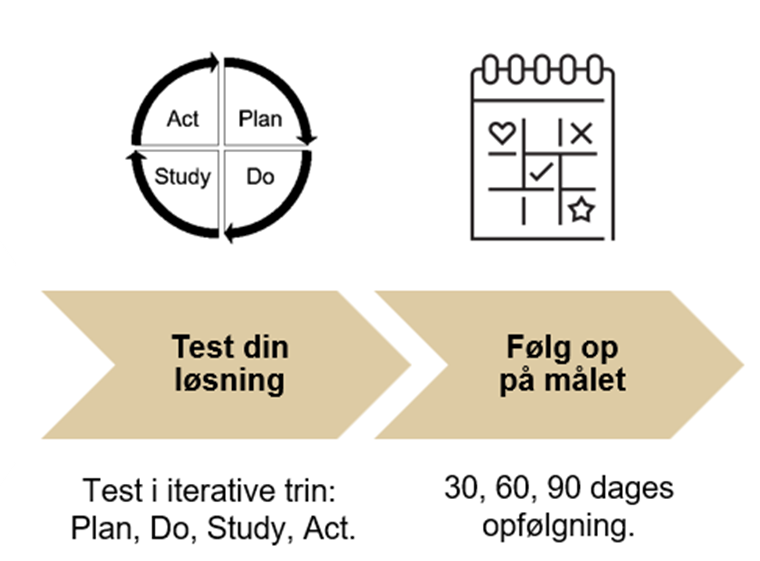 Act
Plan
Study
Do
Test din
løsning
Følg op
på målet
Test i iterative trin:
Plan, Do, Study, Act.
30, 60, 90 dages
opfølgning.